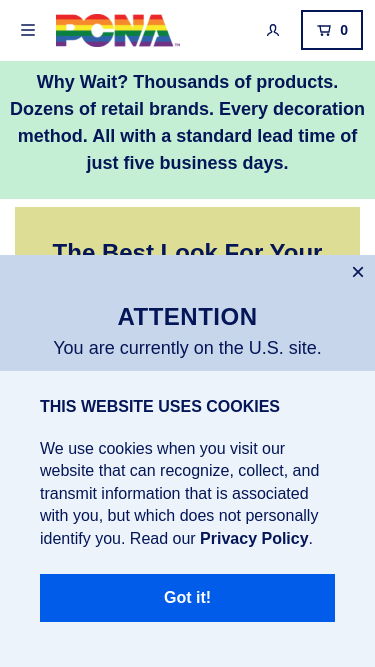 PCNA™
0
Why Wait? Thousands of products.
Dozens of retail brands. Every decoration
method. All with a standard lead time of
just five business days.
The Best Look For Your
ATTENTION
You are currently on the U.S. site.
THIS WEBSITE USES COOKIES
We use cookies when you visit our
website that can recognize, collect, and
transmit information that is associated
with you, but which does not personally
identify you. Read our Privacy Policy.
Got it!